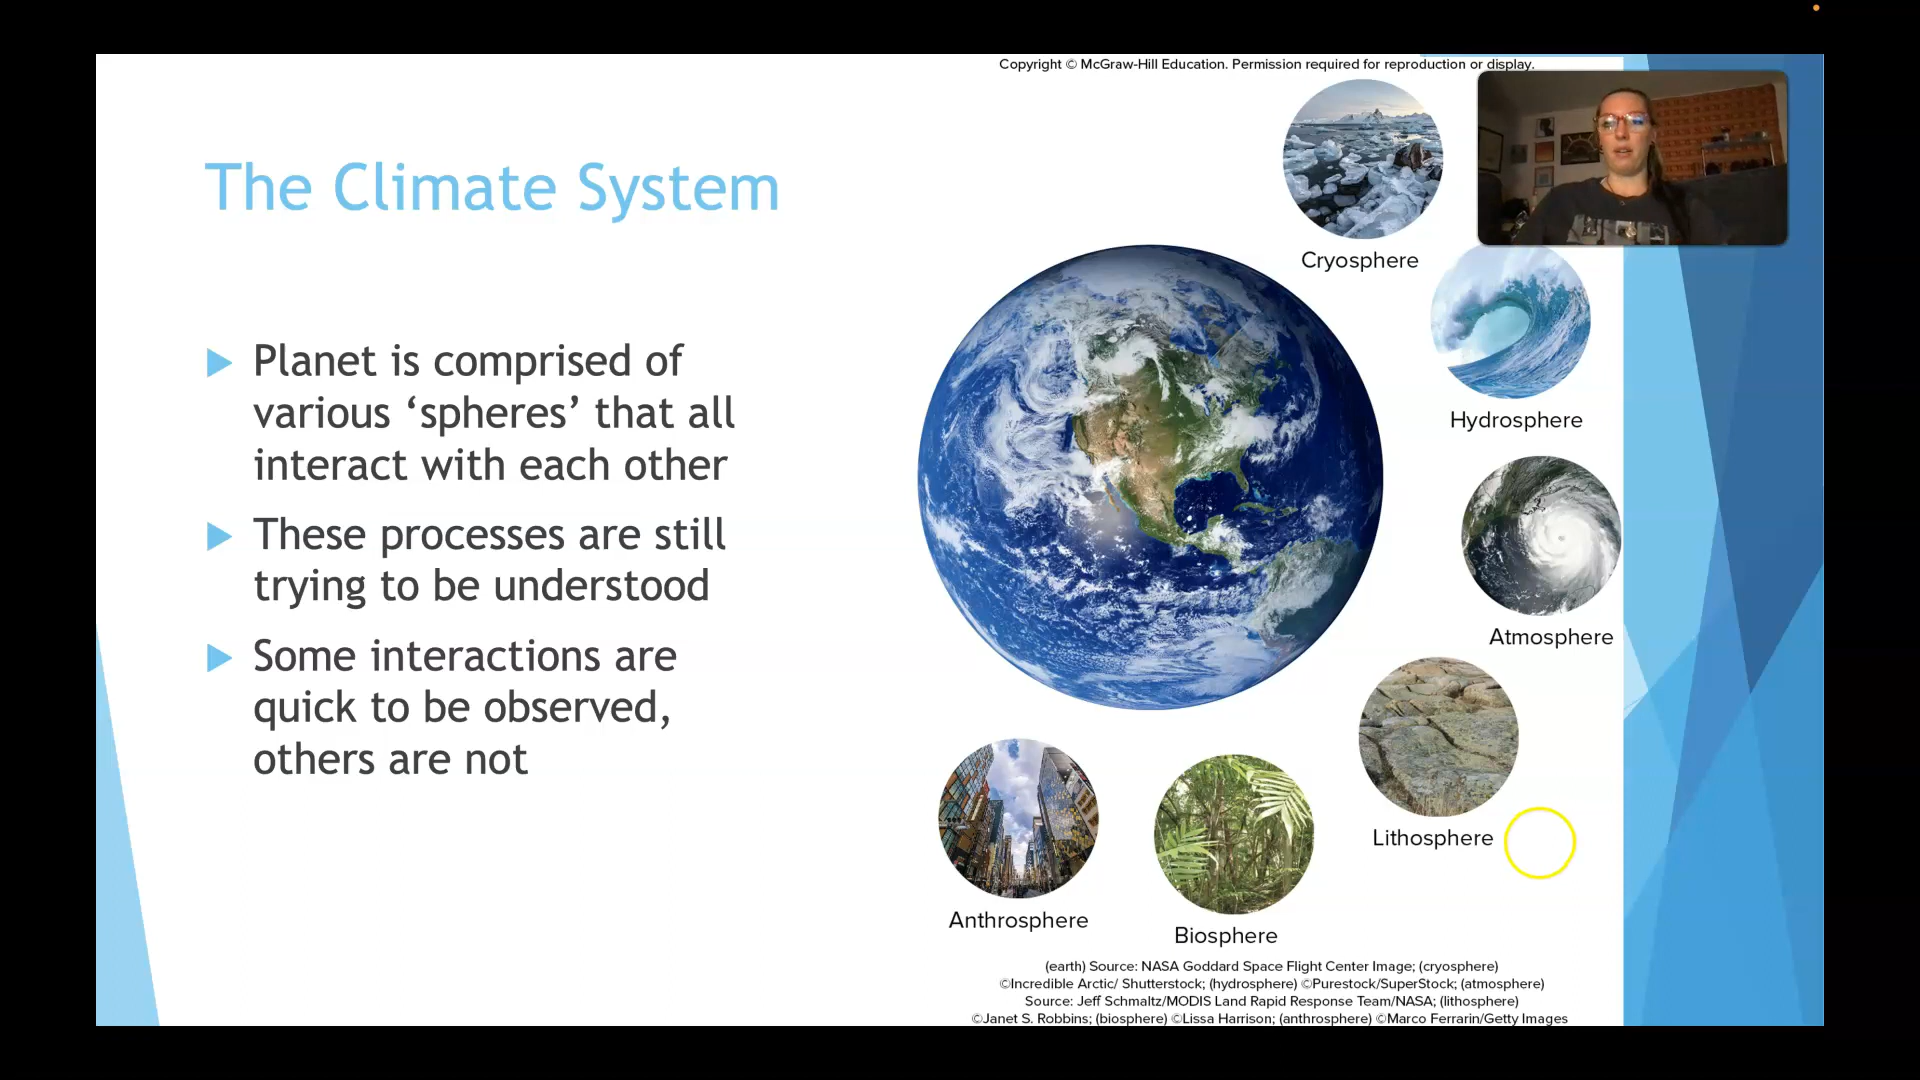 Copyright © McGraw-Hill Education. Permission required for reproduction or display.
The Climate System
Planet is comprised of
various ‘spheres’ that all
interact with each other
These processes are still
trying to be understood
Some interactions are
quick to be observed,
others are not
Cryosphere
Hydrosphere
Atmosphere
Lithosphere
Anthrosphere
Biosphere
(earth) Source: NASA Goddard Space Flight Center Image; (cryosphere)
©Incredible Arctic/ Shutterstock; (hydrosphere) ©Purestock/SuperStock; (atmosphere)
Source: Jeff Schmaltz/MODIS Land Rapid Response Team/NASA; (lithosphere)
©Janet S. Robbins; (biosphere) ©Lissa Harrison; (anthrosphere) ©Marco Ferrarin/Getty Images